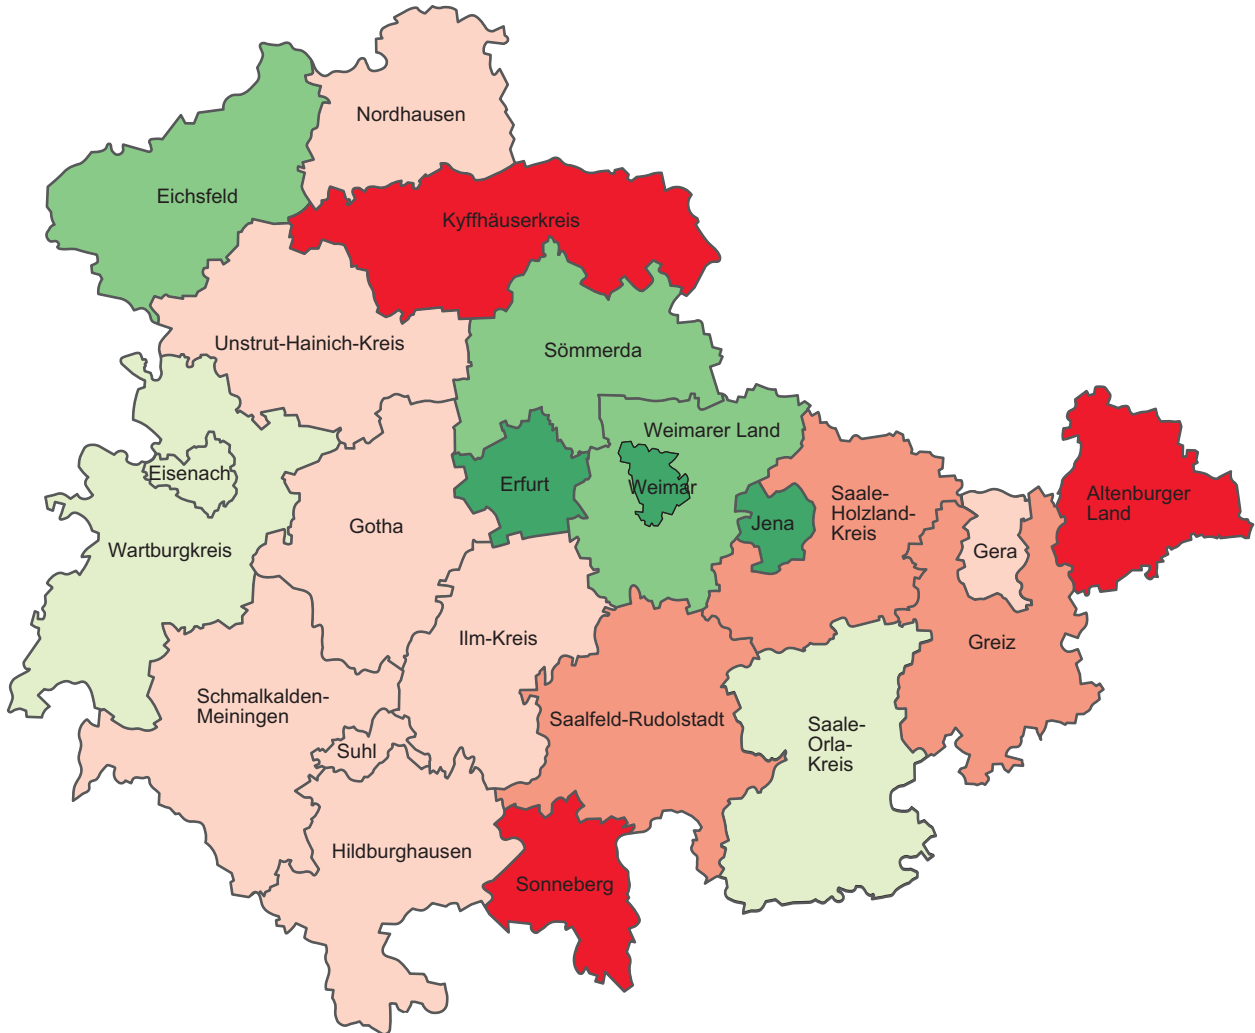 Nordhausen
Eichsfeld
Kyffhäuserkreis
Unstrut-Hainich-Kreis
Sömmerda
Weimarer Land
Eisenach
Erfurt
Weimar
Saale-
Holzland-
Kreis
Altenburger
Land
Gotha
Jena
Wartburgkreis
Gera
Ilm-Kreis
Greiz
Schmalkalden-
Meiningen
Saalfeld-Rudolstadt
Saale-
Orla-
Kreis
Suhl
Hildburghausen
Sonneberg